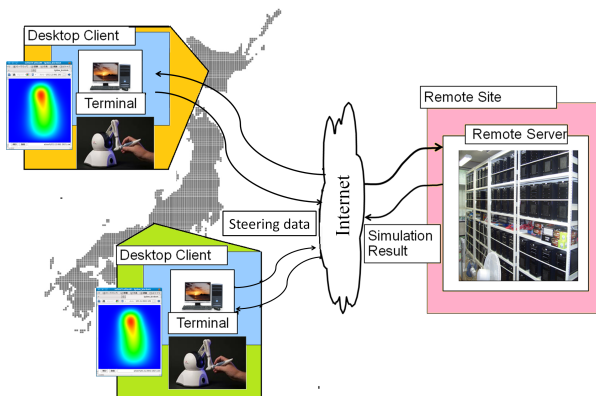 Desktop Client
Terminal
Remote Site
Remote Server
Internet
Steering data
Simulation
Result
Desktop Client
Terminal